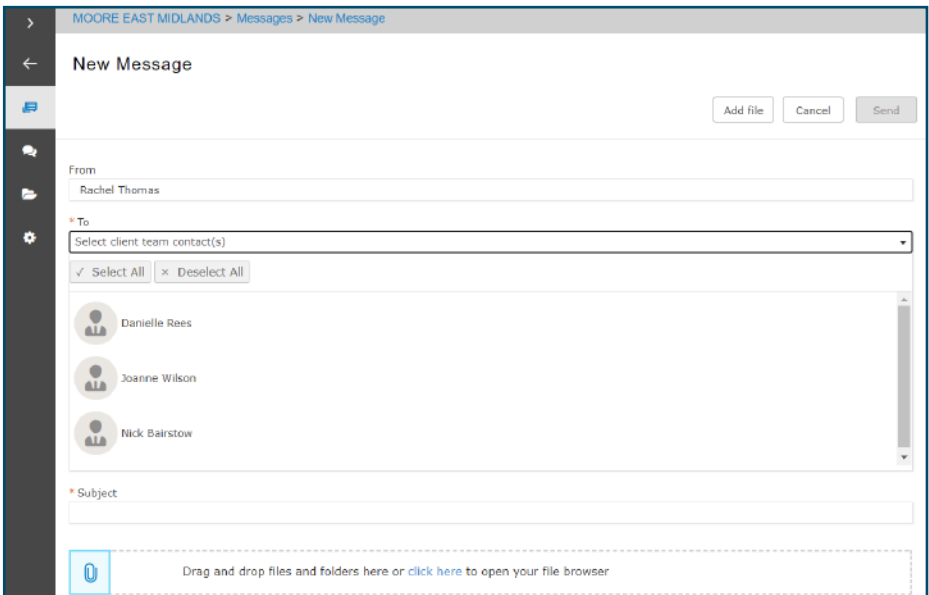 MOORE EAST MIDLANDS > Messages > New Message
New Message
Add file Cancel Send
From
Rachel Thomas
* To
Select client team contact(s)
✓ Select All × Deselect All
Danielle Rees
Joanne Wilson
Nick Bairstow
* Subject
Drag and drop files and folders here or click here to open your file browser